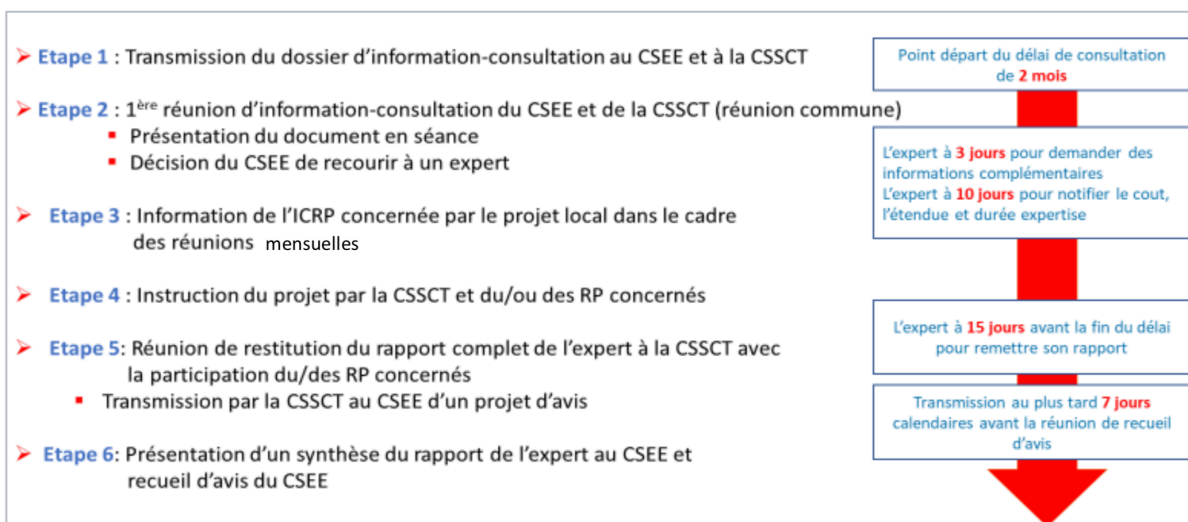 ➤ Etape 1 : Transmission du dossier d'information-consultation au CSEE et à la CSSCT
Point départ du délai de consultation
de 2 mois
➤ Etape 2 : 1ère réunion d'information-consultation du CSEE et de la CSSCT (réunion commune)
▪ Présentation du document en séance
▪ Décision du CSEE de recourir à un expert
L'expert à 3 jours pour demander des
informations complémentaires
L'expert à 10 jours pour notifier le cout,
l'étendue et durée expertise
➤ Etape 3 : Information de l'ICRP concernée par le projet local dans le cadre
des réunions mensuelles
➤ Etape 4 : Instruction du projet par la CSSCT et du/ou des RP concernés
L'expert à 15 jours avant la fin du délai
pour remettre son rapport
➤ Etape 5: Réunion de restitution du rapport complet de l'expert à la CSSCT avec
la participation du/des RP concernés
▪ Transmission par la CSSCT au CSEE d'un projet d'avis
Transmission au plus tard 7 jours
calendaires avant la réunion de recueil
d'avis
➤ Etape 6: Présentation d'un synthèse du rapport de l'expert au CSEE et
recueil d'avis du CSEE